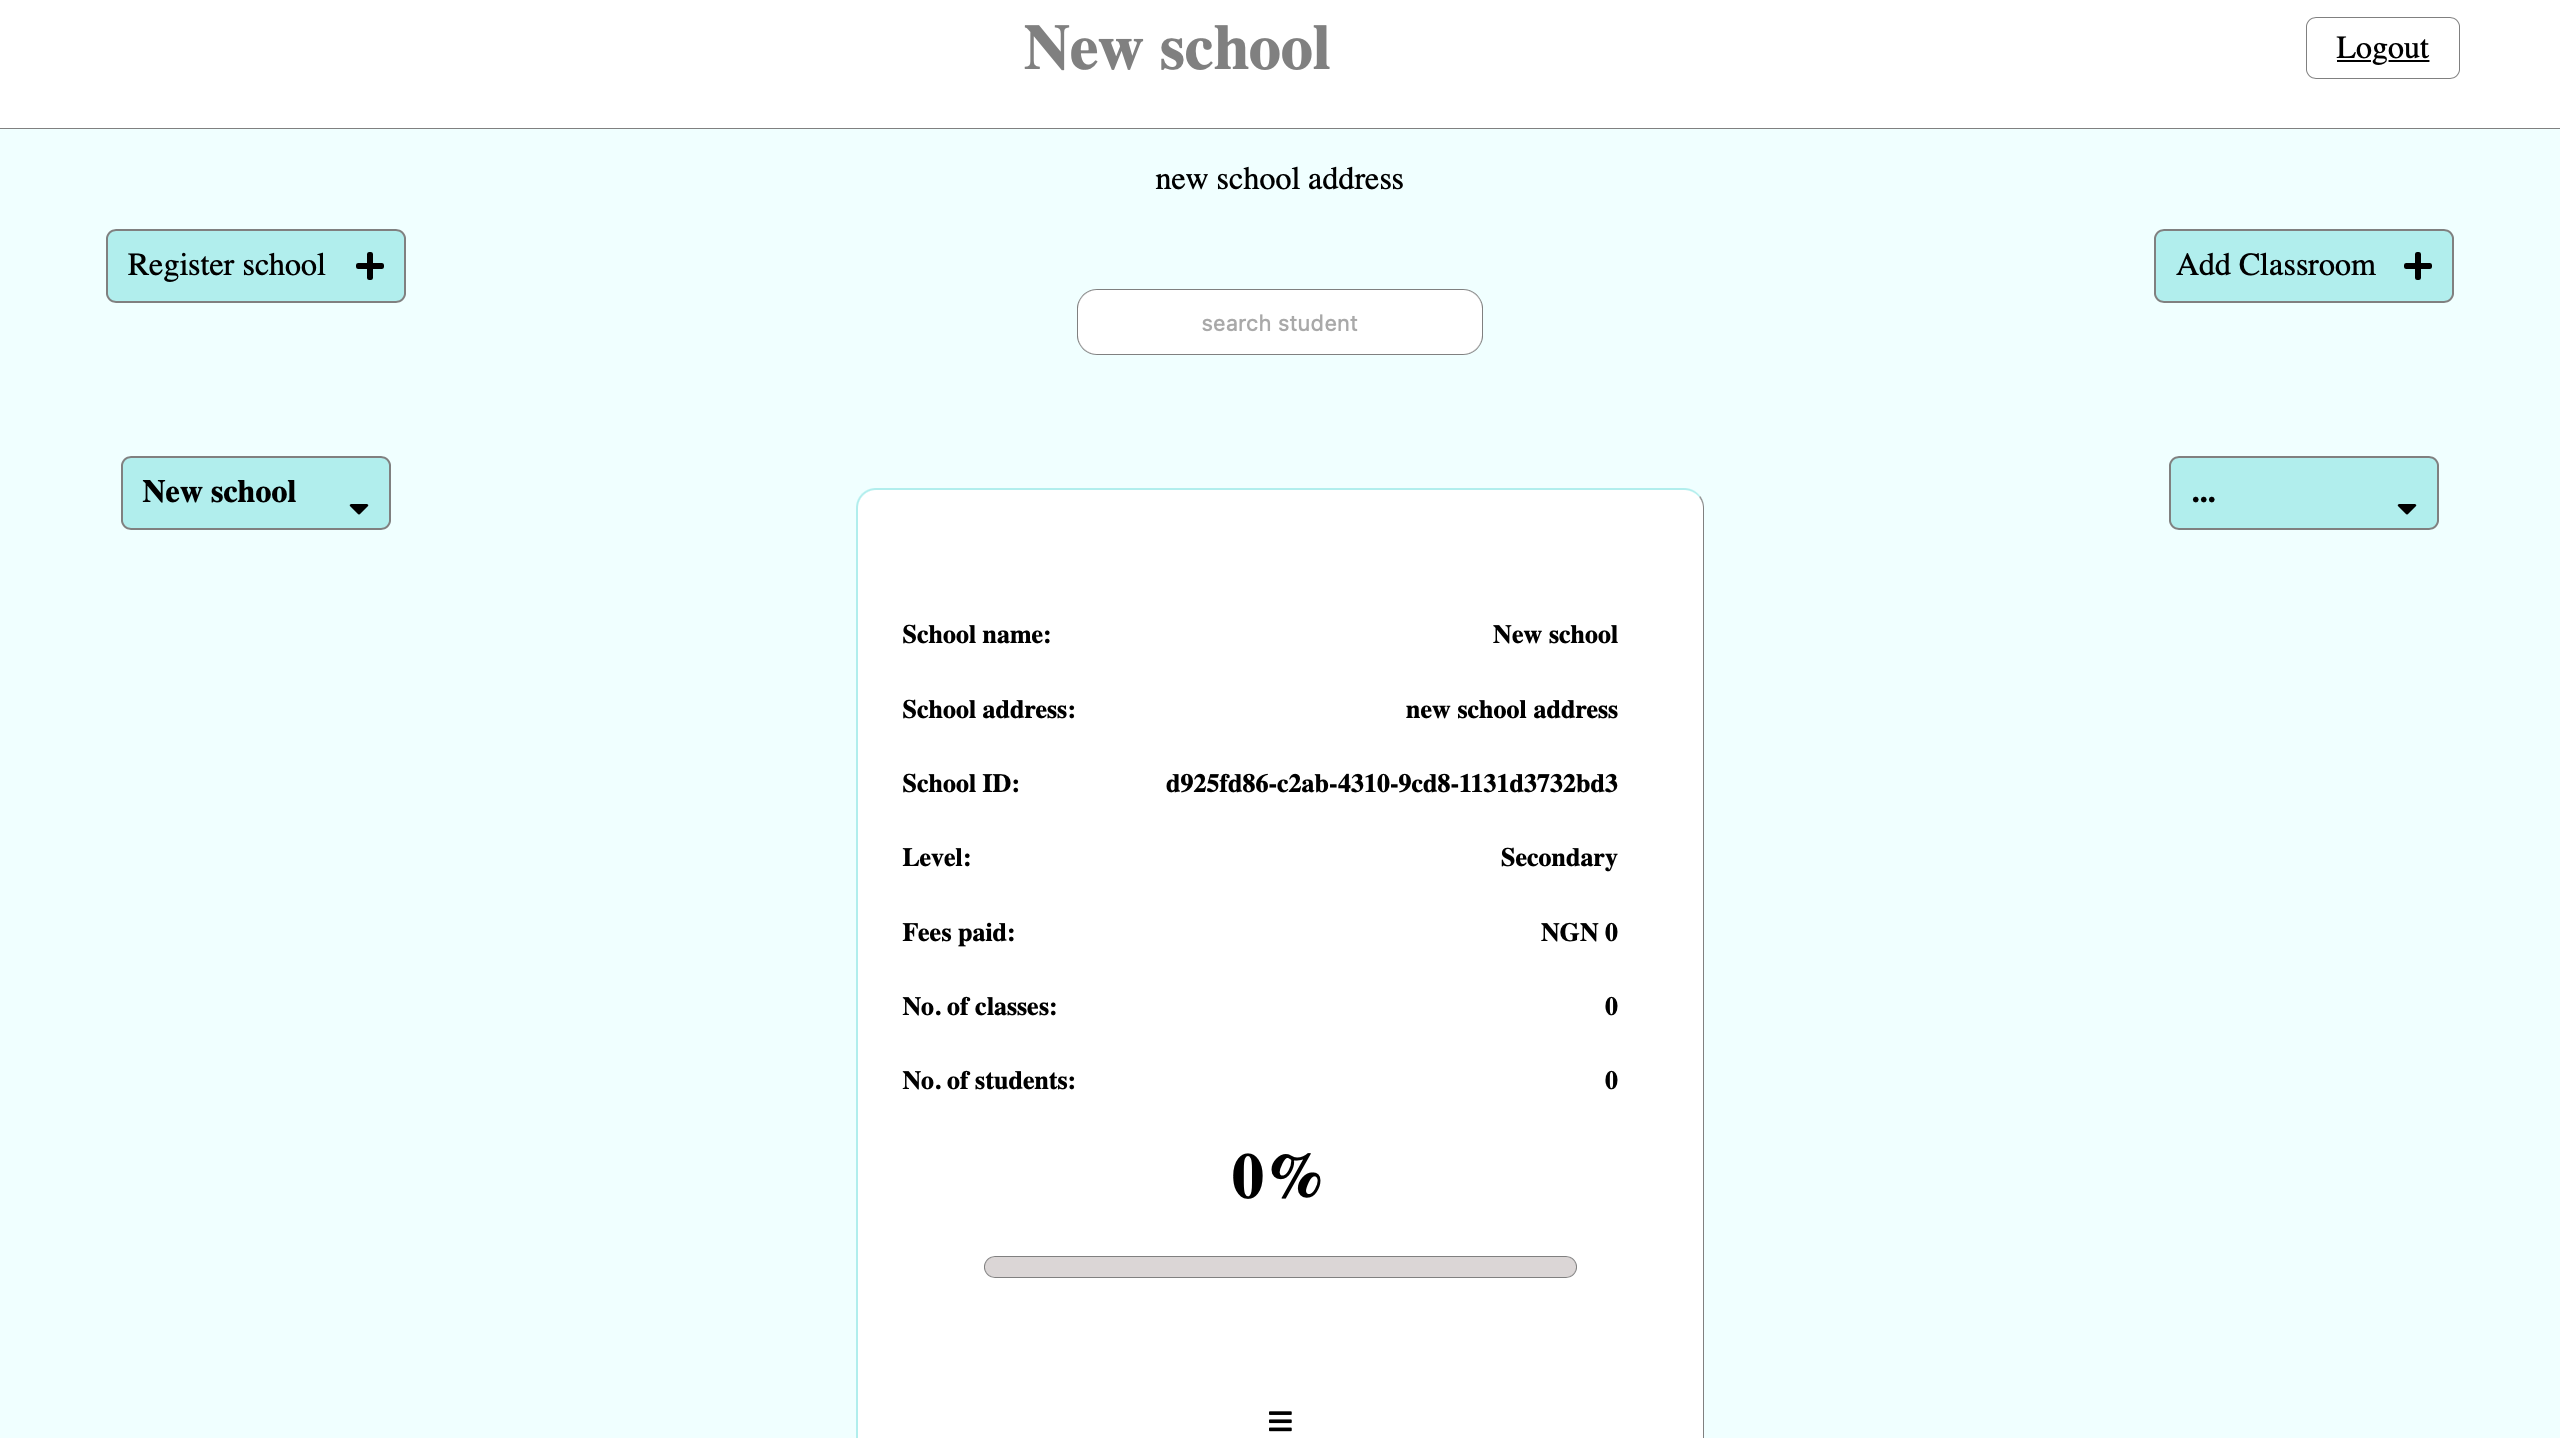 New school
Logout
new school address
Register school
Add Classroom
search student
New school
...
School name: New school
School address: new school address
School ID: d925fd86-c2ab-4310-9cd8-1131d3732bd3
Level: Secondary
Fees paid: NGN 0
No. of classes: 0
No. of students: 0
0%